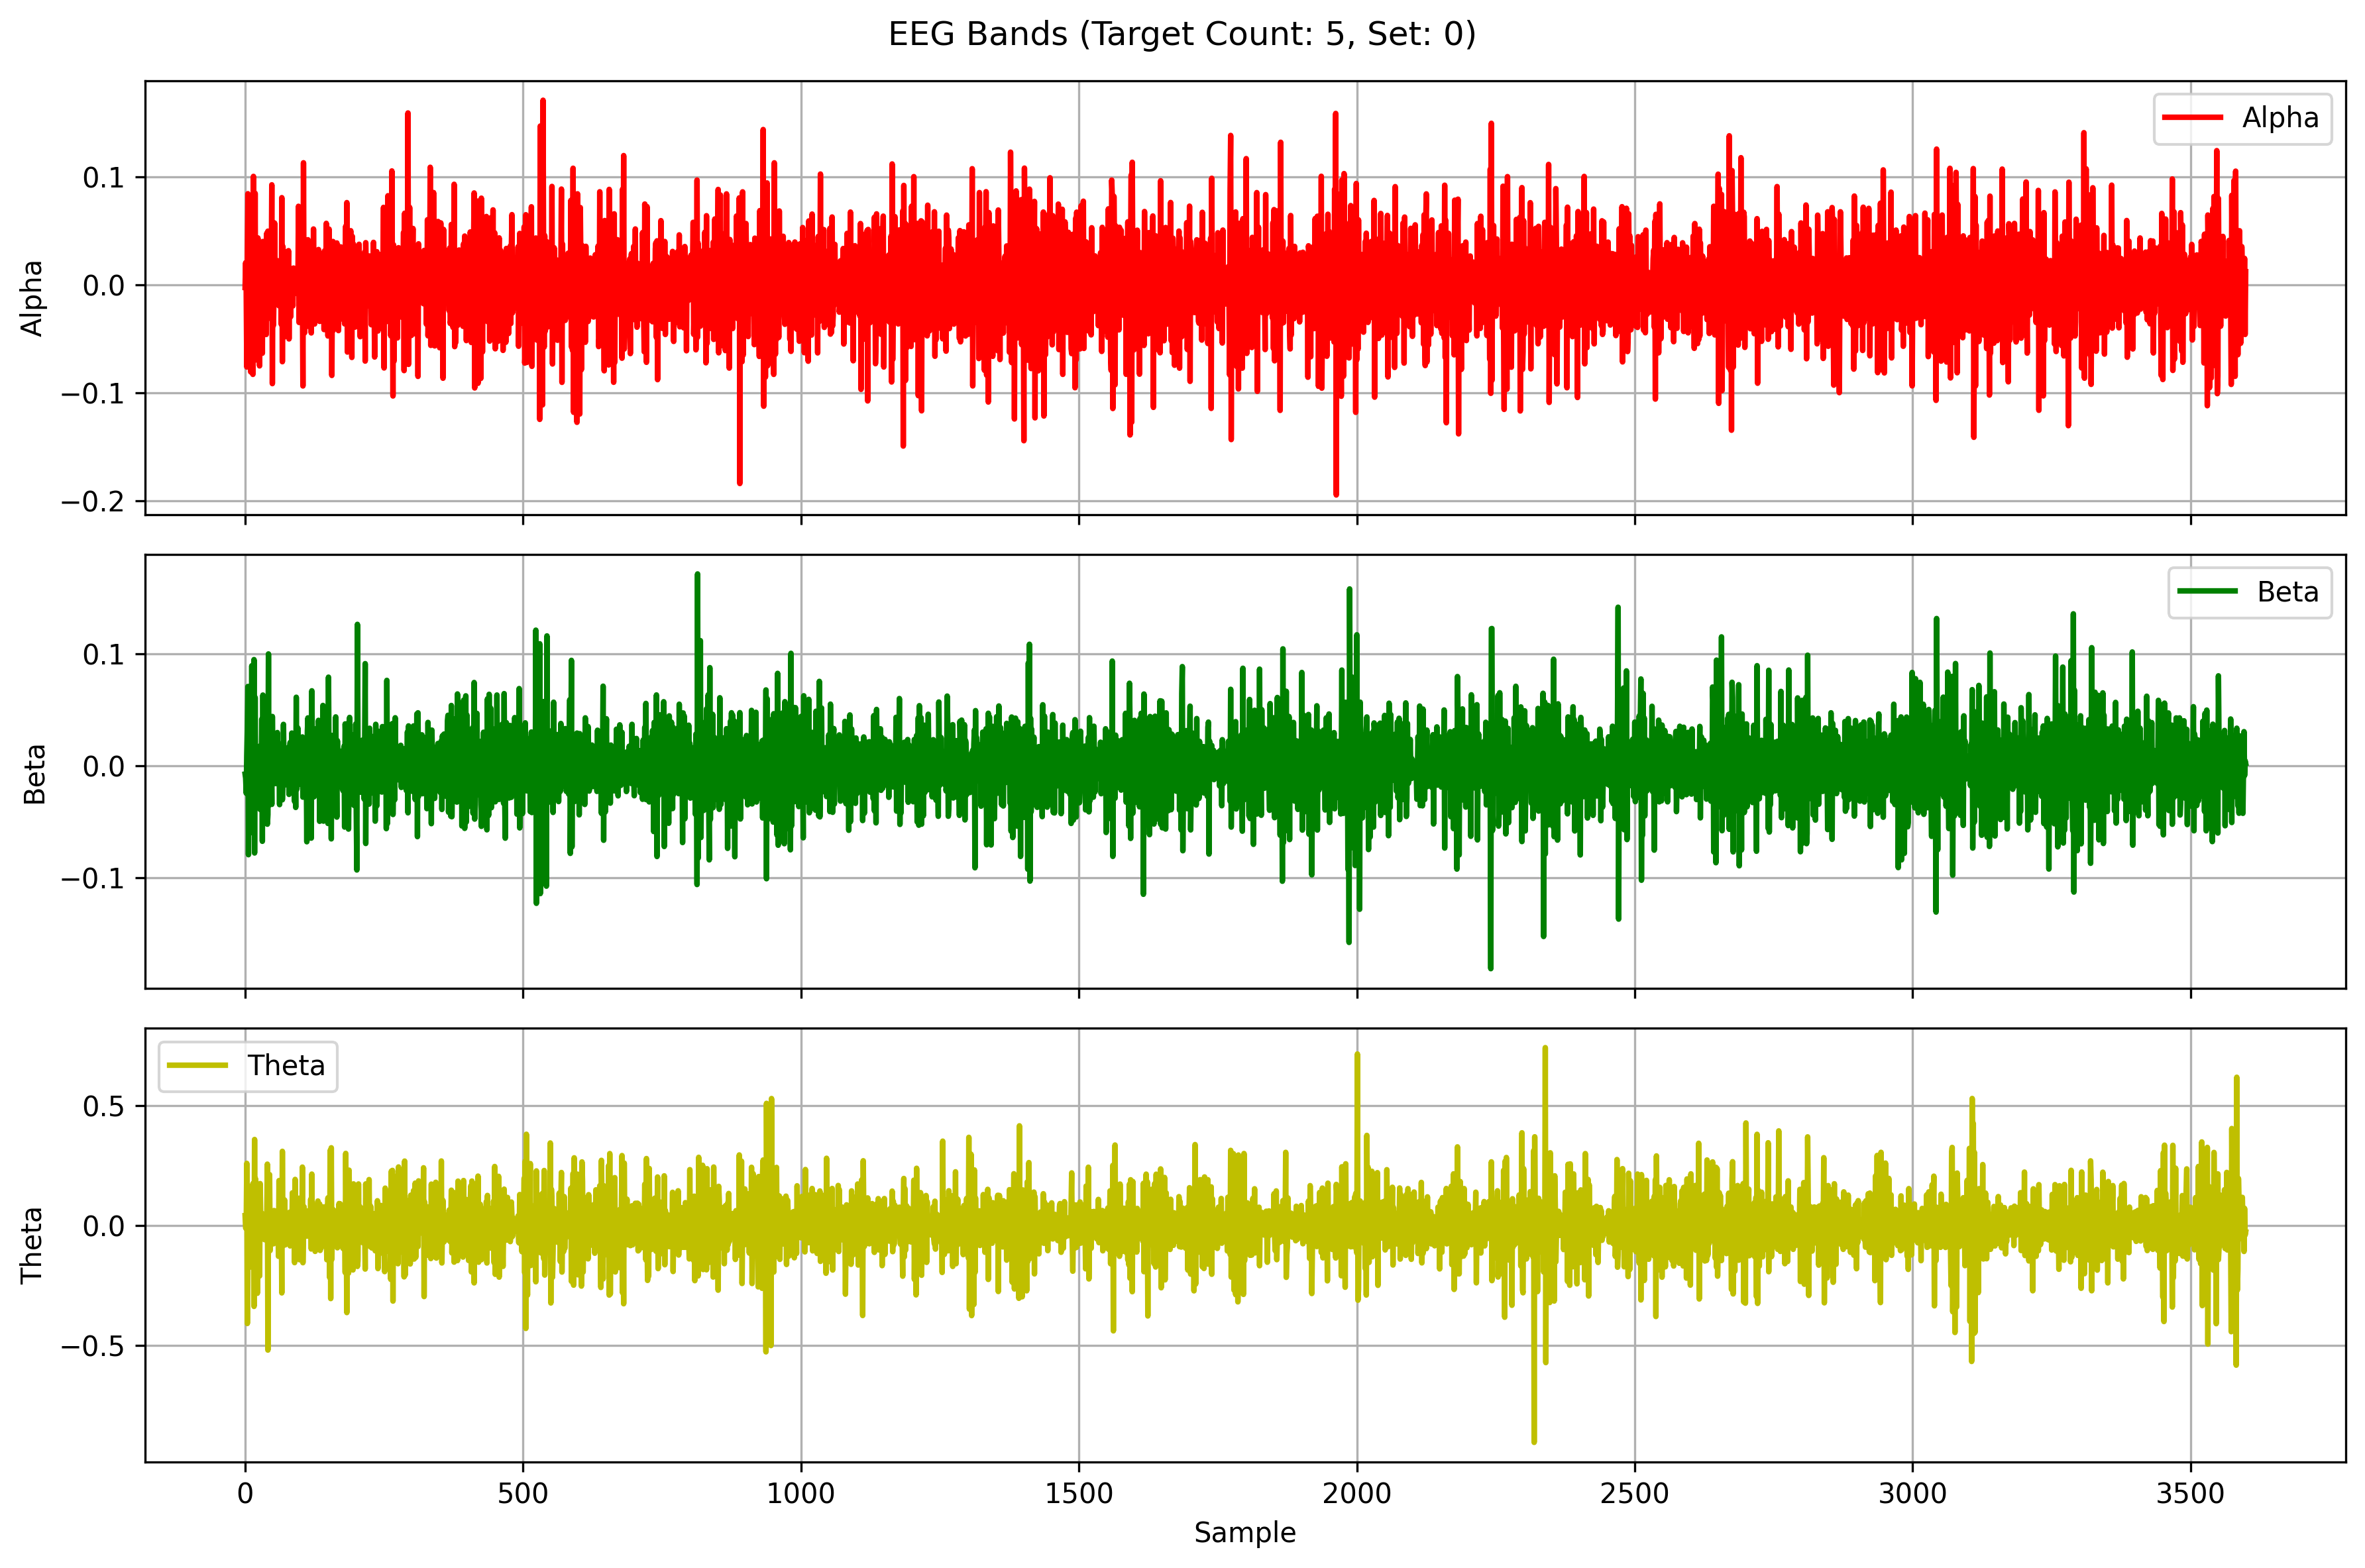 EEG Bands (Target Count: 5, Set: 0)
Alpha
0.1
0.0
−0.1
−0.2
Alpha
Beta
0.1
0.0
−0.1
Beta
Theta
0.5
0.0
−0.5
Theta
0 500 1000 1500 2000 2500 3000 3500
Sample